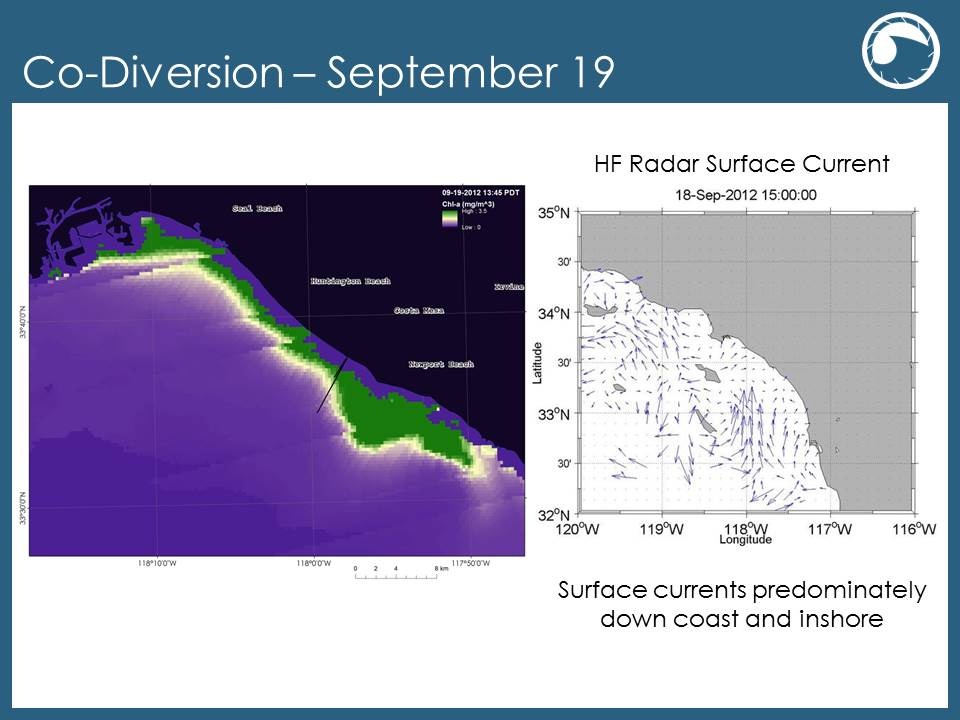 Co-Diversion – September 19
09-19-2012 13:45 PDT
Chl-a (mg/m^3)
High : 3.5
Low : 0
Seal Beach
Huntington Beach
Irvine
Costa Mesa
Newport Beach
33°40'0"N
33°30'0"N
118°10'0"W
118°0'0"W
117°50'0"W
0 2 4 8 km
HF Radar Surface Current
18-Sep-2012 15:00:00
35°N
30'
34°N
30'
33°N
30'
32°N
Latitude
120°W
119°W
118°W
117°W
116°W
Longitude
Surface currents predominately
down coast and inshore